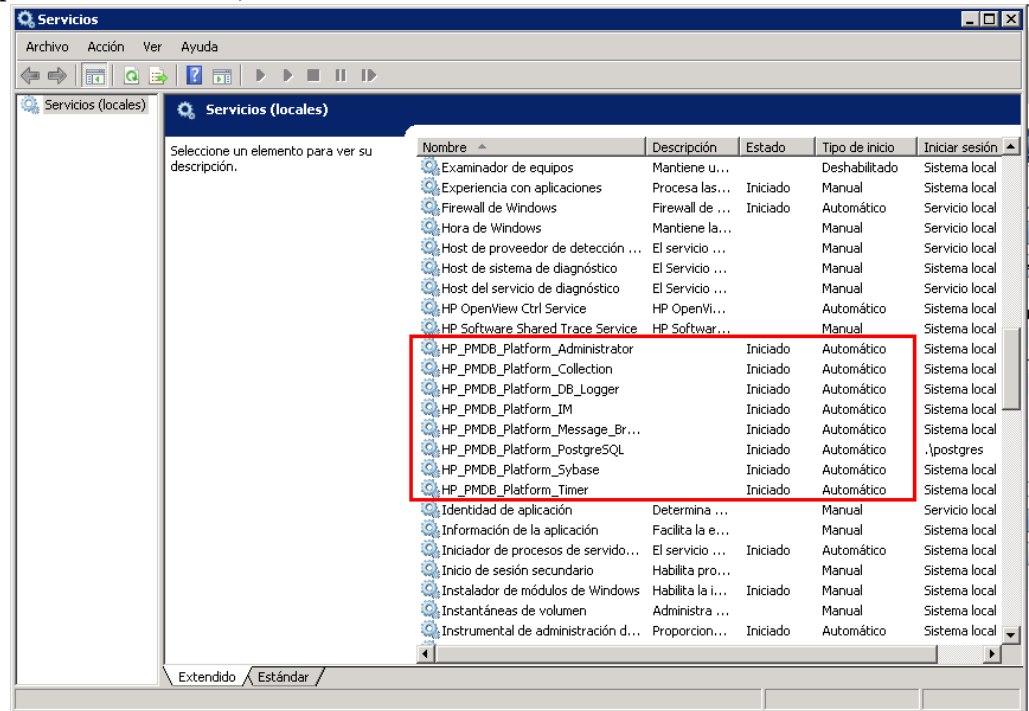 Servicios
Archivo Acción Ver Ayuda
Servicios (locales)
Servicios (locales)
Seleccione un elemento para ver su
descripción.
Nombre Descripción Estado Tipo de inicio Iniciar sesión
Examinador de equipos Mantiene u... Deshabilitado Sistema local
Experiencia con aplicaciones Procesa las... Iniciado Manual Sistema local
Firewall de Windows Firewall de ... Iniciado Automático Servicio local
Hora de Windows Mantiene la... Manual Servicio local
Host de proveedor de detección ... El servicio ... Manual Servicio local
Host de sistema de diagnóstico El Servicio ... Manual Sistema local
Host del servicio de diagnóstico El Servicio ... Manual Servicio local
HP OpenView Ctrl Service HP OpenVi... Automático Sistema local
HP Software Shared Trace Service HP Softwar... Manual Sistema local
HP_PMDB_Platform_Administrator Iniciado Automático Sistema local
HP_PMDB_Platform_Collection Iniciado Automático Sistema local
HP_PMDB_Platform_DB_Logger Iniciado Automático Sistema local
HP_PMDB_Platform_IM Iniciado Automático Sistema local
HP_PMDB_Platform_Message_Br... Iniciado Automático Sistema local
HP_PMDB_Platform_PostgreSQL Iniciado Automático .\postgres
HP_PMDB_Platform_Sybase Iniciado Automático Sistema local
HP_PMDB_Platform_Timer Iniciado Automático Sistema local
Identidad de aplicación Determina ... Manual Servicio local
Información de la aplicación Facilita la e... Manual Sistema local
Iniciador de procesos de servido... El servicio ... Iniciado Automático Sistema local
Inicio de sesión secundario Habilita pro... Manual Sistema local
Instalador de módulos de Windows Habilita la i... Iniciado Manual Sistema local
Instantáneas de volumen Administra ... Manual Sistema local
Instrumental de administración d... Proporcion... Iniciado Automático Sistema local
Extendido Estándar